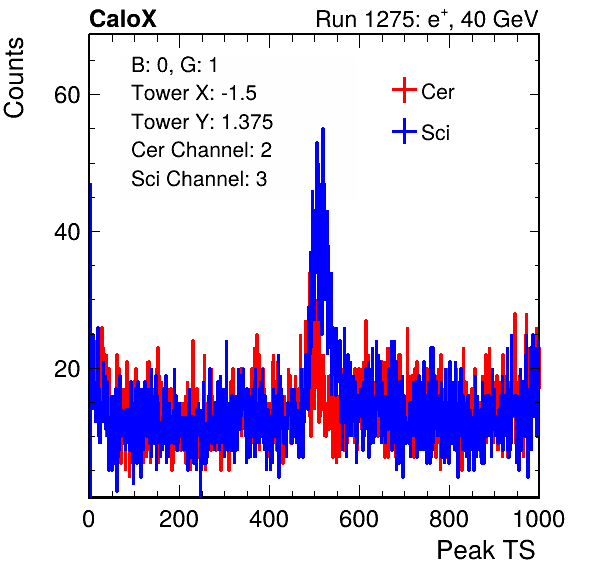 CaloX Run 1275: e⁺, 40 GeV
Counts
B: 0, G: 1
Tower X: -1.5
Tower Y: 1.375
Cer Channel: 2
Sci Channel: 3
Cer
Sci
60
40
20
0 200 400 600 800 1000
Peak TS